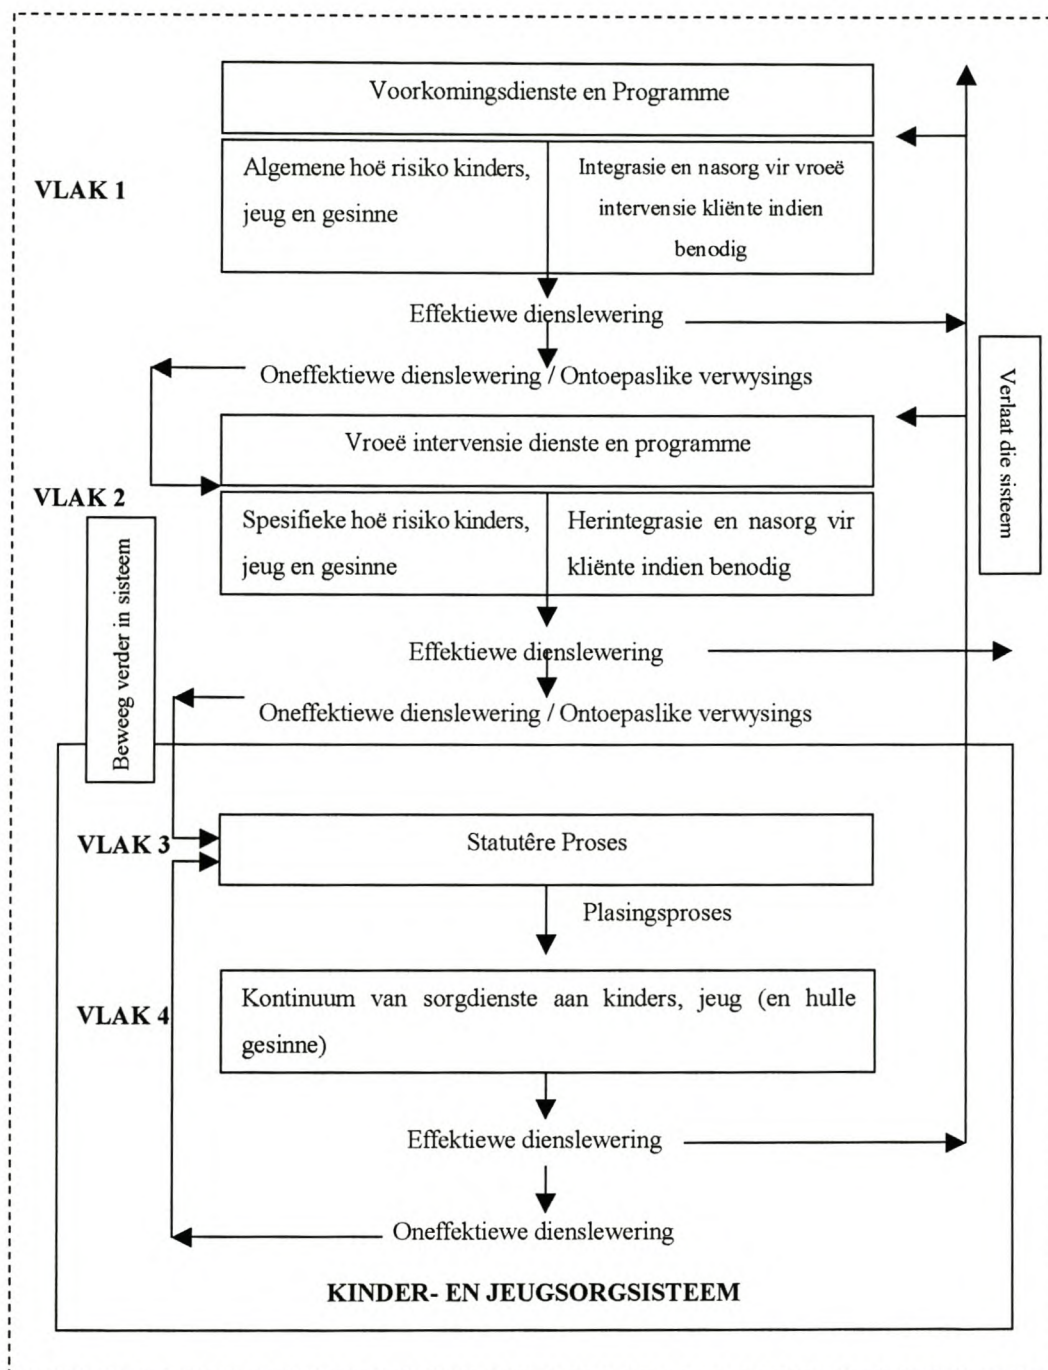 Voorkomingsdienste en Programme
VLAK 1
Algemene hoë risiko kinders,
jeug en gesinne
Integrasie en nasorg vir vroeë
intervensie kliënte indien
benodig
Effektiewe dienslewering
Oneffektiewe dienslewering / Ontoepaslike verwysings
Verlaat die sisteem
Vroeë intervensie dienste en programme
VLAK 2
Spesifieke hoë risiko kinders,
jeug en gesinne
Herintegrasie en nasorg vir
kliënte indien benodig
Beweeg verder in sisteem
Effektiewe dienslewering
Oneffektiewe dienslewering / Ontoepaslike verwysings
VLAK 3
Statutêre Proses
Plasingsproses
VLAK 4
Kontinuum van sorgdienste aan kinders, jeug (en hulle
gesinne)
Effektiewe dienslewering
Oneffektiewe dienslewering
KINDER- EN JEUGSORGSISTEEM